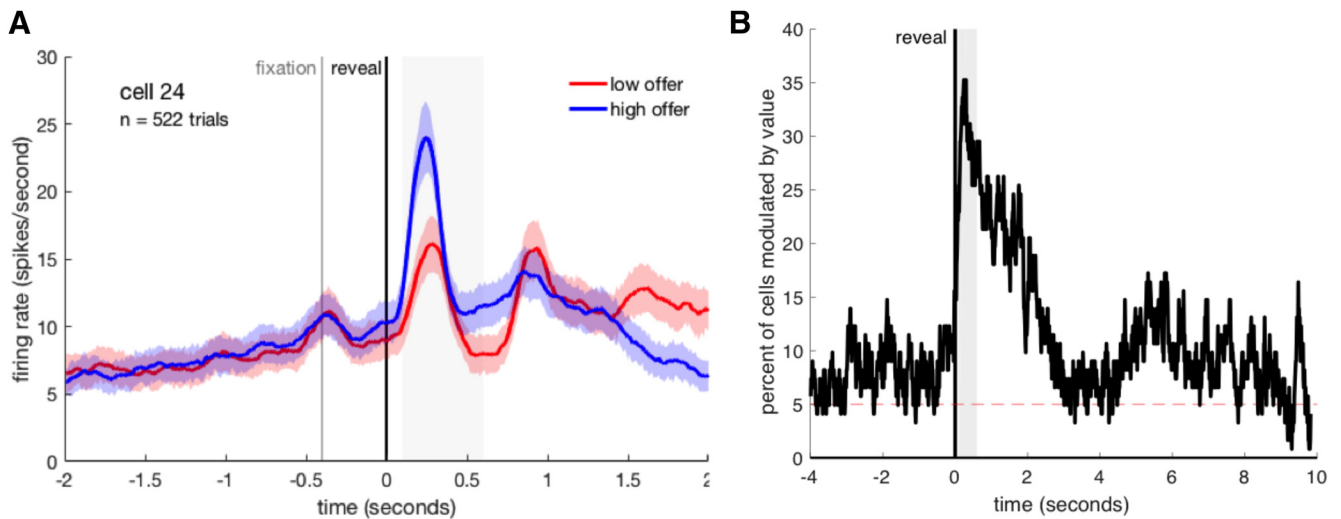 A
30
25
20
15
10
5
0
firing rate (spikes/second)
cell 24
n = 522 trials
fixation
reveal
low offer
high offer
-2
-1.5
-1
-0.5
0
0.5
1
1.5
2
time (seconds)
B
40
35
30
25
20
15
10
5
0
percent of cells modulated by value
reveal
-4
-2
0
2
4
6
8
10
time (seconds)